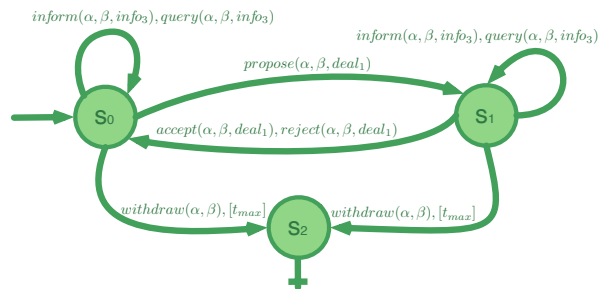 inform(α, β, info₃), query(α, β, info₃)
inform(α, β, info₃), query(α, β, info₃)
propose(α, β, deal₁)
S₀
S₁
accept(α, β, deal₁), reject(α, β, deal₁)
withdraw(α, β), [tₘₐₓ]
withdraw(α, β), [tₘₐₓ]
S₂